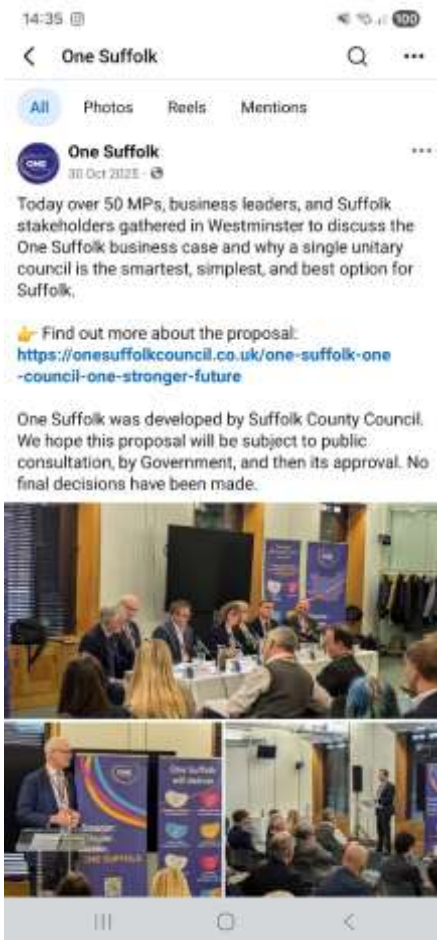 14:35
100
One Suffolk
All
Photos
Reels
Mentions
ONE
One Suffolk
30 Oct 2025
Today over 50 MPs, business leaders, and Suffolk
stakeholders gathered in Westminster to discuss the
One Suffolk business case and why a single unitary
council is the smartest, simplest, and best option for
Suffolk.
👉 Find out more about the proposal:
https://onesuffolkcouncil.co.uk/one-suffolk-one
-council-one-stronger-future
One Suffolk was developed by Suffolk County Council.
We hope this proposal will be subject to public
consultation, by Government, and then its approval. No
final decisions have been made.
ONE
ONE
ONE SUFFOLK
One Suffolk
will deliver